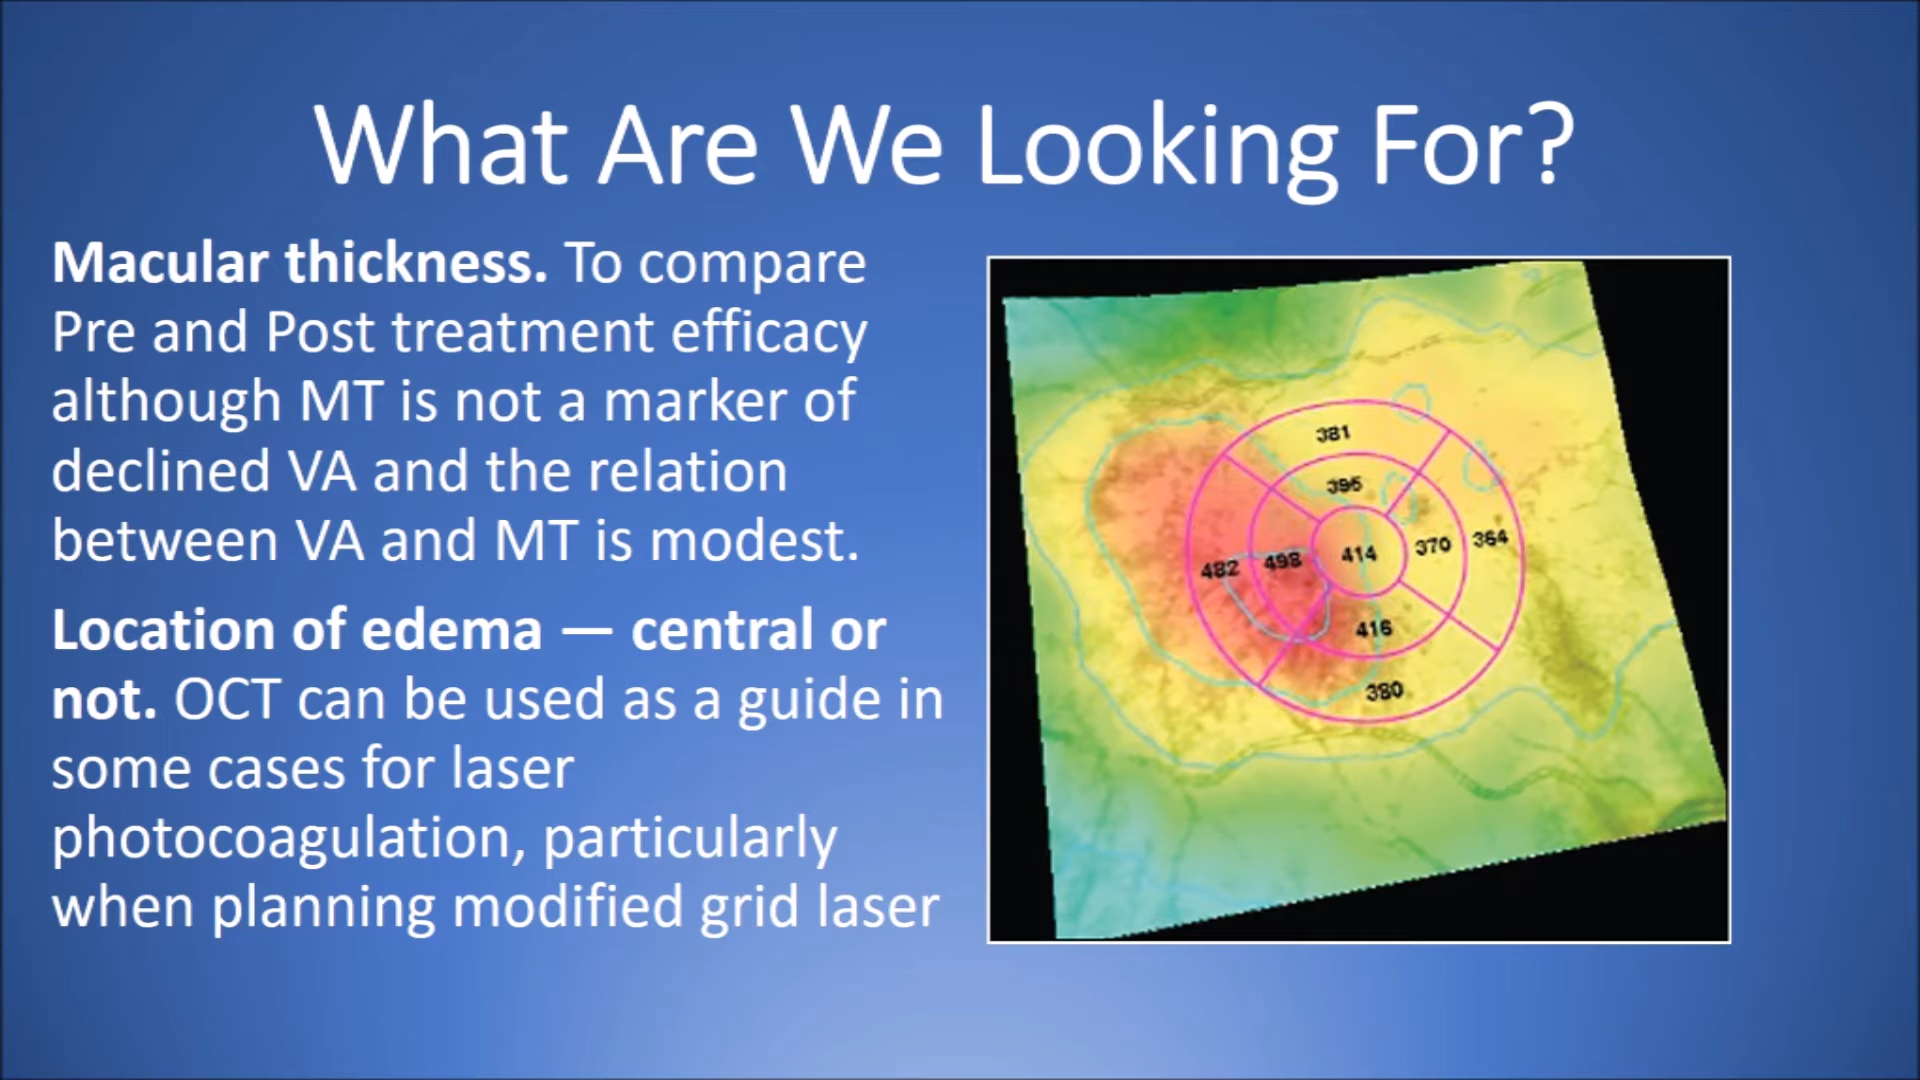 What Are We Looking For?
Macular thickness. To compare
Pre and Post treatment efficacy
although MT is not a marker of
declined VA and the relation
between VA and MT is modest.
Location of edema — central or
not. OCT can be used as a guide in
some cases for laser
photocoagulation, particularly
when planning modified grid laser
381
395
482 498 414 370 364
416
380